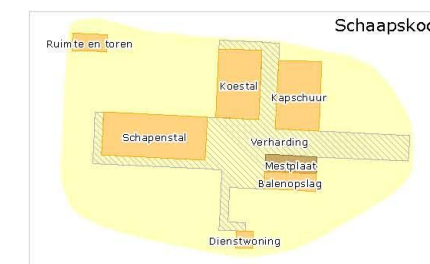 Schaapskoo
Ruimte en toren
Koestal
Kapschuur
Schapenstal
Verharding
Mestplaat
Balenopslag
Dienstwoning